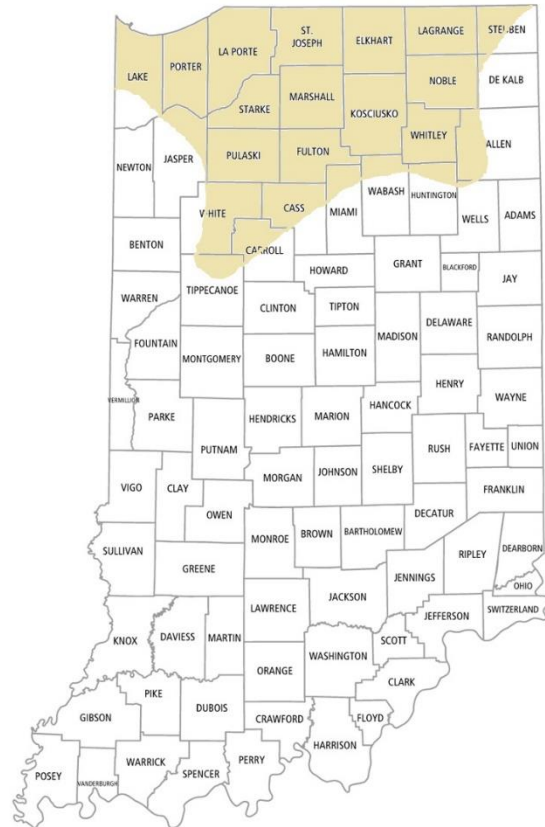 ST.
JOSEPH
ELKHART
LAGRANGE
STEUBEN
LA PORTE
PORTER
LAKE
NOBLE
DE KALB
MARSHALL
STARKE
KOSCIUSKO
WHITLEY
ALLEN
FULTON
PULASKI
JASPER
NEWTON
WABASH
HUNTINGTON
CASS
MIAMI
WHITE
WELLS
ADAMS
BENTON
CARROLL
GRANT
BLACKFORD
JAY
HOWARD
WARREN
TIPPECANOE
CLINTON
TIPTON
MADISON
DELAWARE
RANDOLPH
FOUNTAIN
MONTGOMERY
BOONE
HAMILTON
HENRY
WAYNE
VERMILLION
HANCOCK
PARKE
HENDRICKS
MARION
PUTNAM
RUSH
FAYETTE
UNION
SHELBY
JOHNSON
MORGAN
VIGO
CLAY
FRANKLIN
OWEN
DECATUR
MONROE
BROWN
BARTHOLOMEW
DEARBORN
SULLIVAN
RIPLEY
GREENE
JENNINGS
OHIO
JACKSON
LAWRENCE
JEFFERSON
SWITZERLAND
KNOX
DAVIESS
MARTIN
SCOTT
WASHINGTON
ORANGE
CLARK
PIKE
DUBOIS
GIBSON
CRAWFORD
FLOYD
HARRISON
WARRICK
PERRY
POSEY
VANDERBURGH
SPENCER